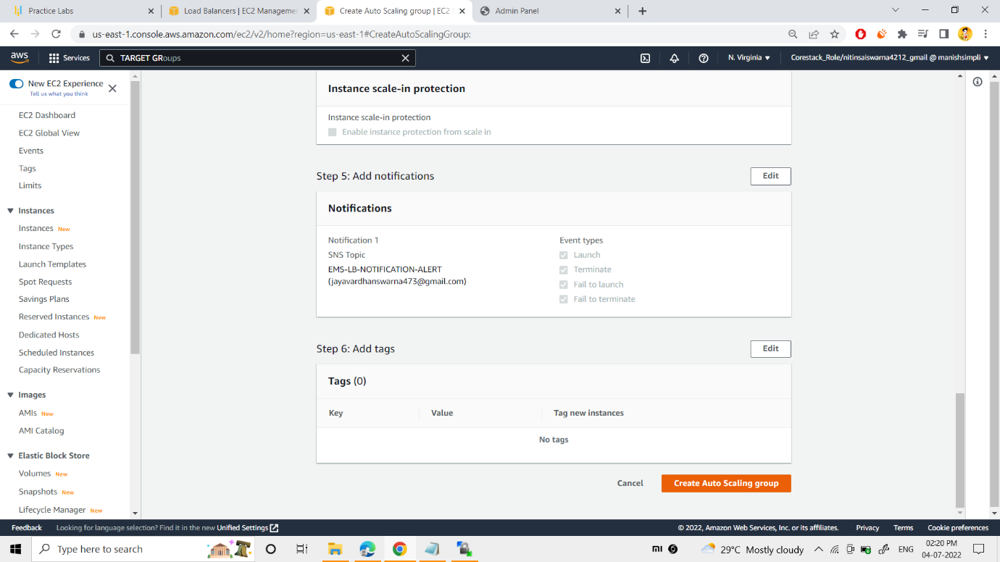 Practice Labs
Load Balancers | EC2 Manageme
Create Auto Scaling group | EC2
Admin Panel
us-east-1.console.aws.amazon.com/ec2/v2/home?region=us-east-1#CreateAutoScalingGroup:
aws
Services
TARGET GRoups
N. Virginia
Corestack_Role/nitinsaiswarna4212_gmail @ manishsimpli
New EC2 Experience
Tell us what you think
EC2 Dashboard
EC2 Global View
Events
Tags
Limits
Instances
Instances New
Instance Types
Launch Templates
Spot Requests
Savings Plans
Reserved Instances New
Dedicated Hosts
Scheduled Instances
Capacity Reservations
Images
AMIs New
AMI Catalog
Elastic Block Store
Volumes New
Snapshots New
Lifecycle Manager New
Instance scale-in protection
Instance scale-in protection
Enable instance protection from scale in
Step 5: Add notifications
Edit
Notifications
Notification 1
SNS Topic
EMS-LB-NOTIFICATION-ALERT
(jayavardhanswarna473@gmail.com)
Event types
Launch
Terminate
Fail to launch
Fail to terminate
Step 6: Add tags
Edit
Tags (0)
Key Value Tag new instances
No tags
Cancel
Create Auto Scaling group
Feedback
Looking for language selection? Find it in the new Unified Settings
© 2022, Amazon Web Services, Inc. or its affiliates.
Privacy
Terms
Cookie preferences
Type here to search
29°C Mostly cloudy
ENG
02:20 PM
04-07-2022